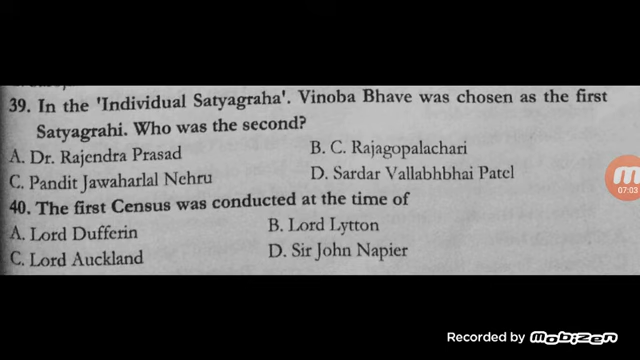 39. In the 'Individual Satyagraha'. Vinoba Bhave was chosen as the first
Satyagrahi. Who was the second?
A. Dr. Rajendra Prasad B. C. Rajagopalachari
C. Pandit Jawaharlal Nehru D. Sardar Vallabhbhai Patel
40. The first Census was conducted at the time of
A. Lord Dufferin B. Lord Lytton
C. Lord Auckland D. Sir John Napier
07:03
Recorded by mobizen